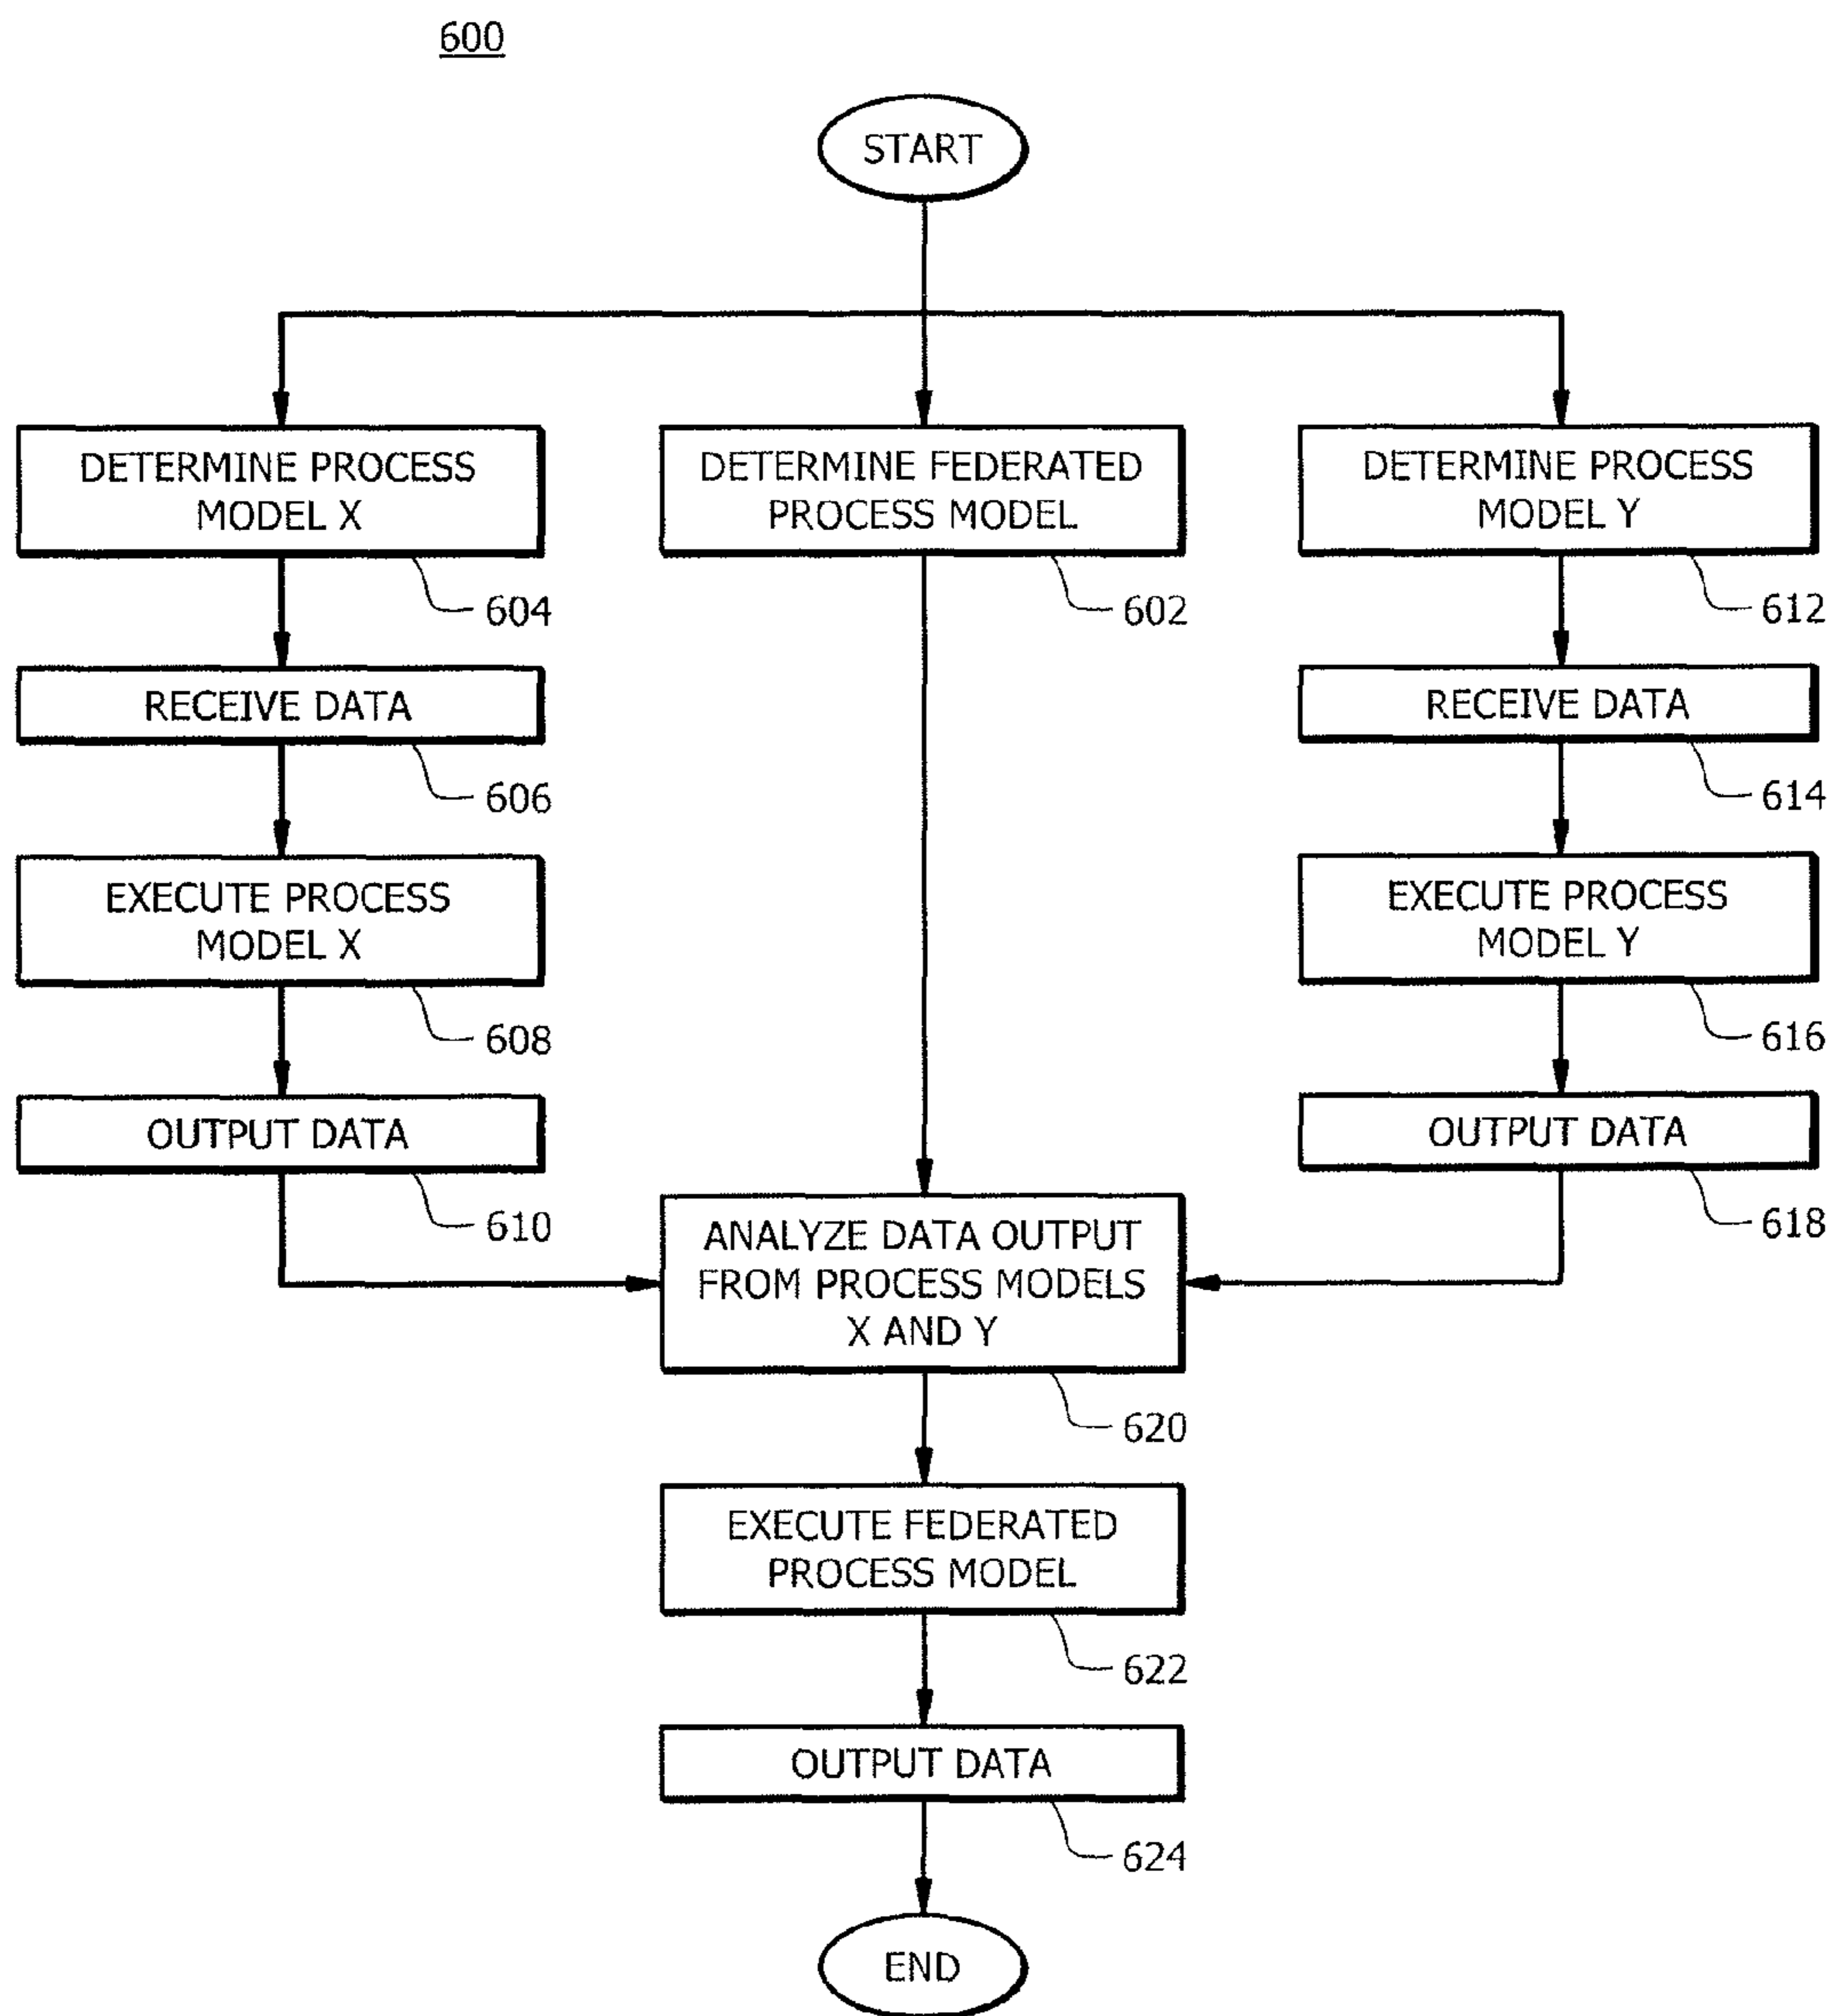 600
START
DETERMINE PROCESS
MODEL X
604
DETERMINE FEDERATED
PROCESS MODEL
602
DETERMINE PROCESS
MODEL Y
612
RECEIVE DATA
606
RECEIVE DATA
614
EXECUTE PROCESS
MODEL X
608
EXECUTE PROCESS
MODEL Y
616
OUTPUT DATA
610
OUTPUT DATA
618
ANALYZE DATA OUTPUT
FROM PROCESS MODELS
X AND Y
620
EXECUTE FEDERATED
PROCESS MODEL
622
OUTPUT DATA
624
END